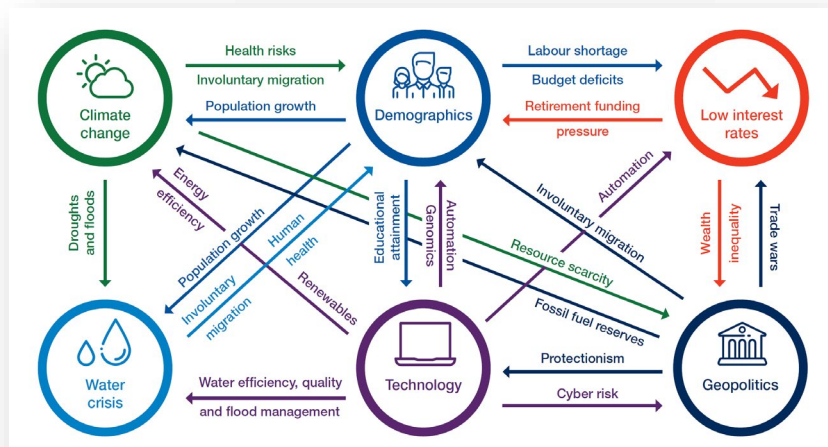 Health risks
Involuntary migration
Population growth
Labour shortage
Budget deficits
Retirement funding
pressure
Climate
change
Demographics
Low interest
rates
Droughts
and floods
Energy
efficiency
Renewables
Population growth
Involuntary
migration
Human
health
Educational
attainment
Automation
Genomics
Automation
Involuntary migration
Resource scarcity
Fossil fuel reserves
Wealth
inequality
Trade wars
Water
crisis
Water efficiency, quality
and flood management
Technology
Protectionism
Cyber risk
Geopolitics